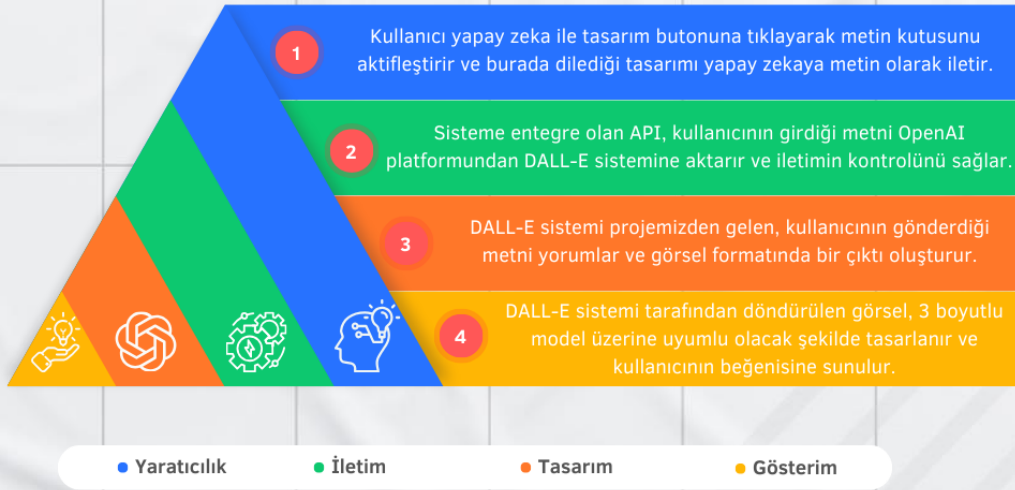 1
Kullanıcı yapay zeka ile tasarım butonuna tıklayarak metin kutusunu
aktifleştirir ve burada dilediği tasarımı yapay zekaya metin olarak iletir.
2
Sisteme entegre olan API, kullanıcının girdiği metni OpenAI
platformundan DALL-E sistemine aktarır ve iletimin kontrolünü sağlar.
3
DALL-E sistemi projemizden gelen, kullanıcının gönderdiği
metni yorumlar ve görsel formatında bir çıktı oluşturur.
4
DALL-E sistemi tarafından döndürülen görsel, 3 boyutlu
model üzerine uyumlu olacak şekilde tasarlanır ve
kullanıcının beğenisine sunulur.
Yaratıcılık
İletim
Tasarım
Gösterim